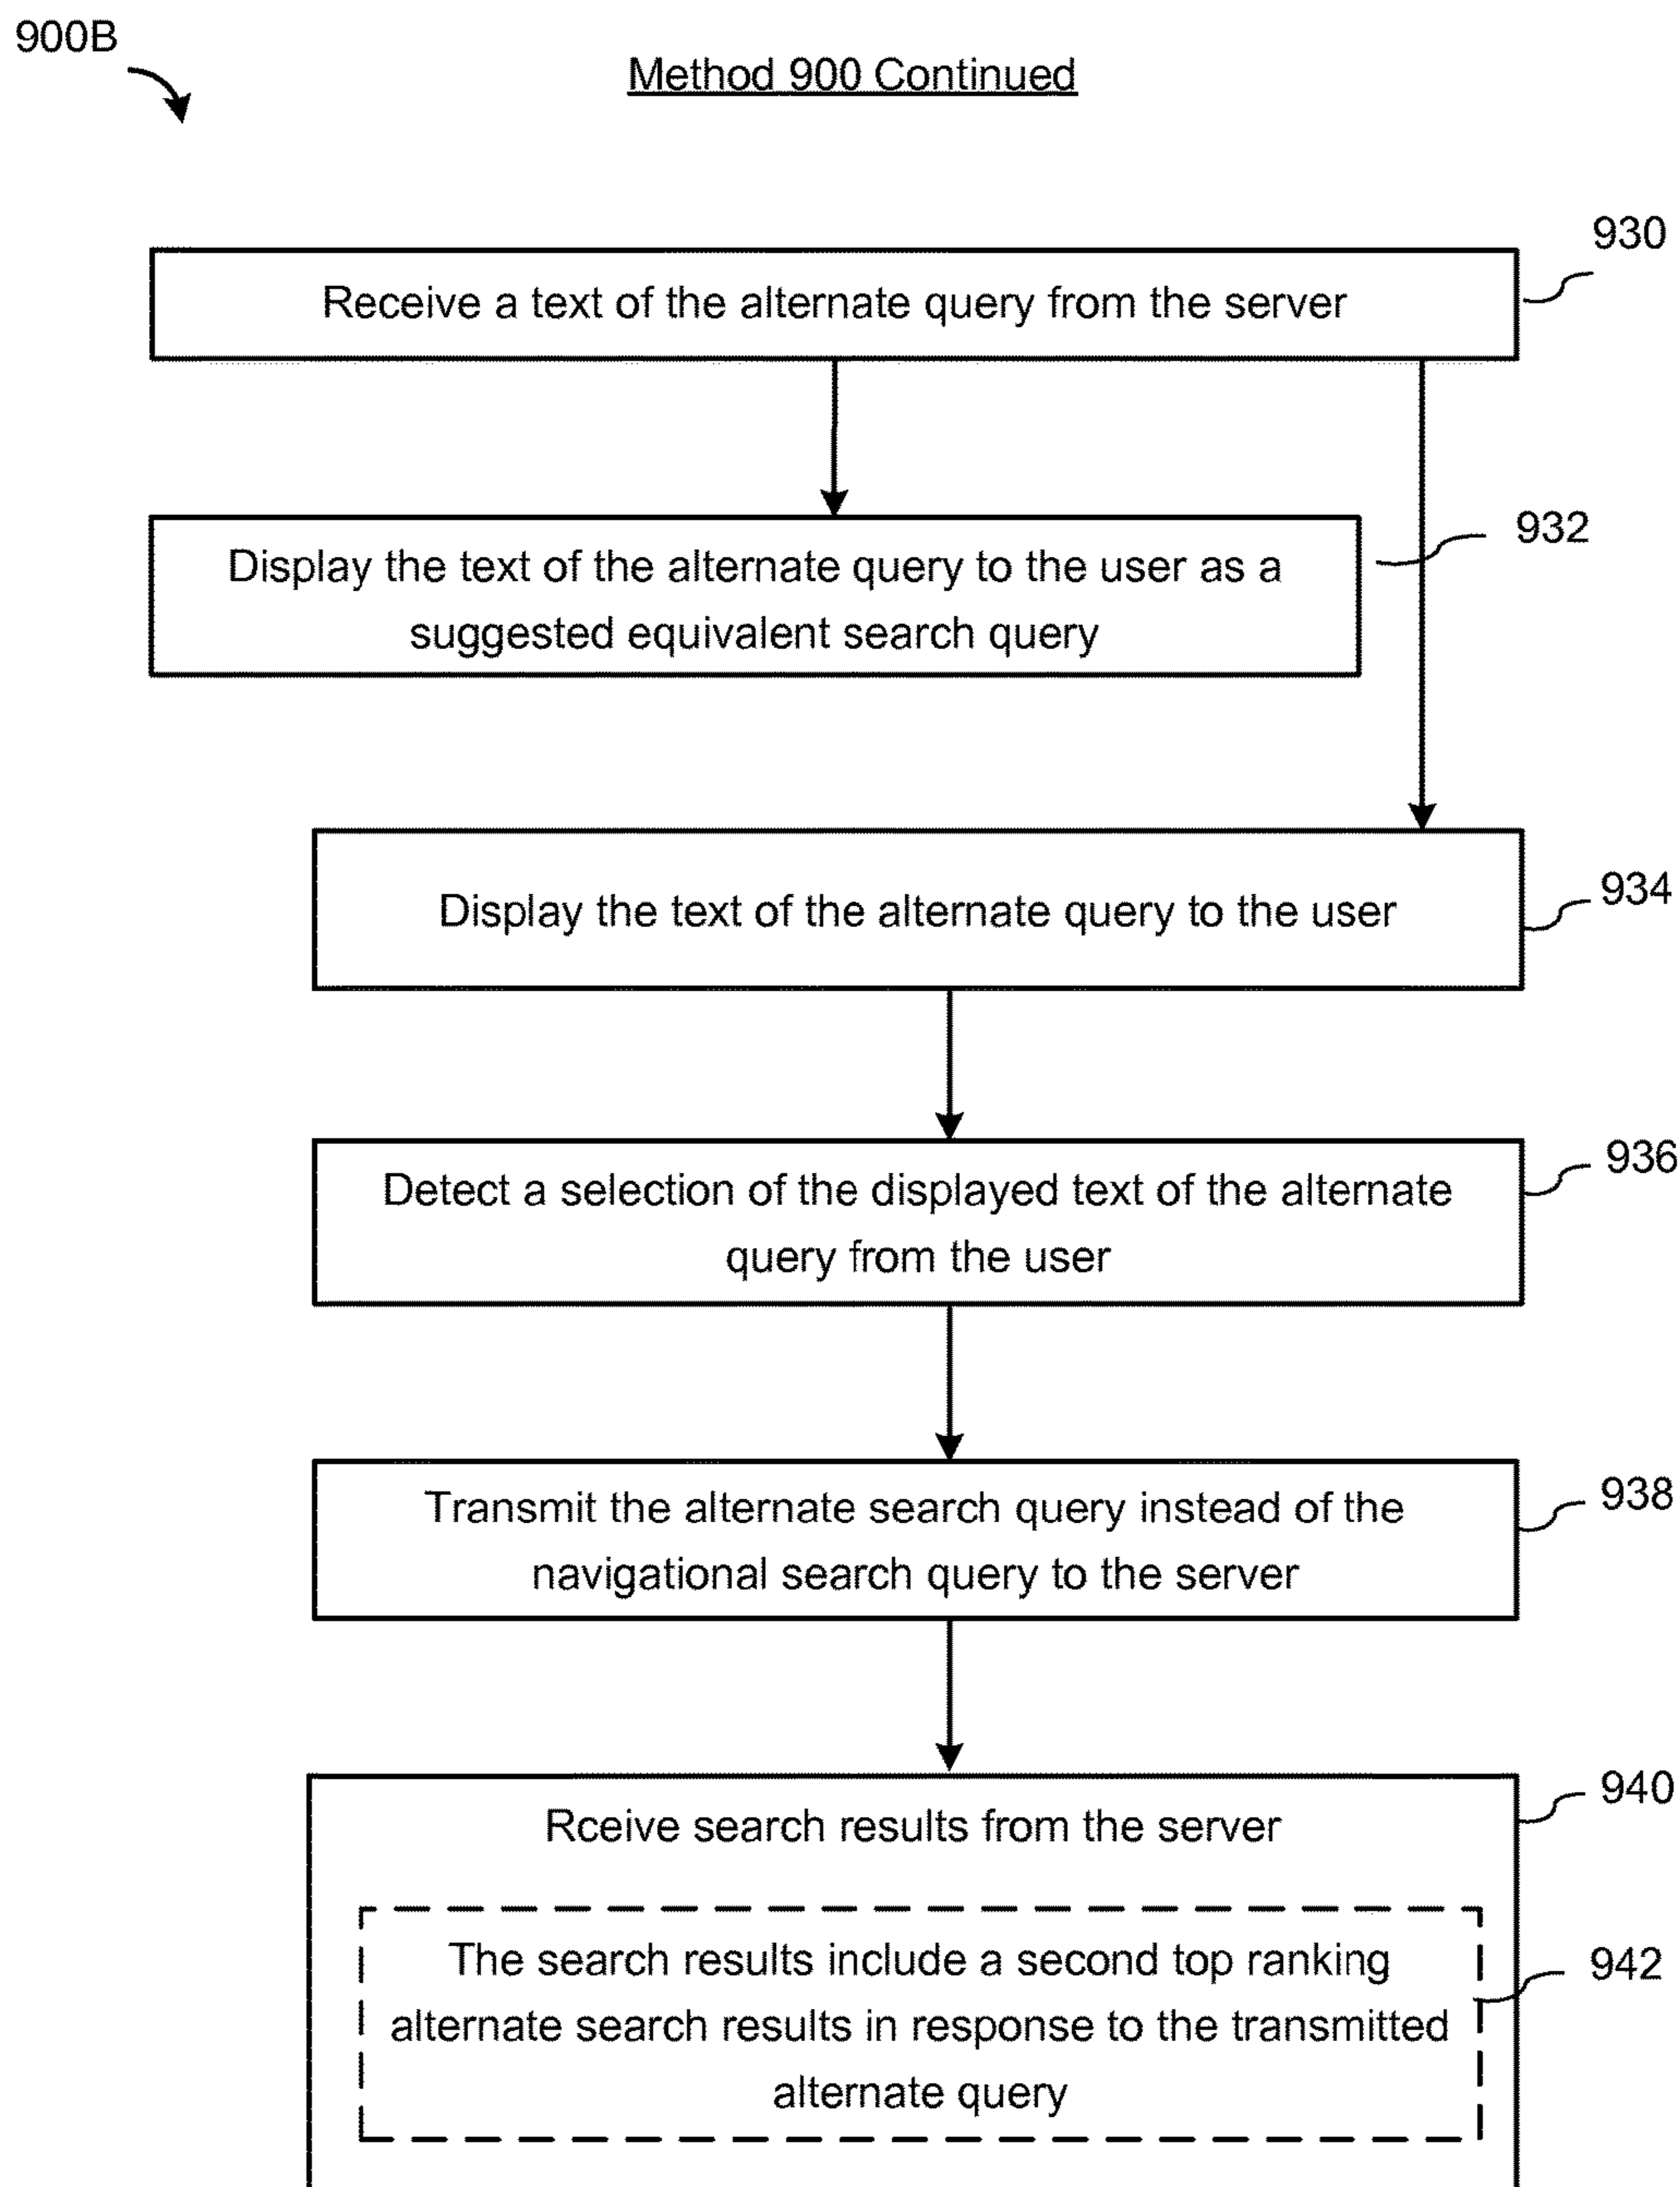 900B
Method 900 Continued
930
Receive a text of the alternate query from the server
932
Display the text of the alternate query to the user as a
suggested equivalent search query
934
Display the text of the alternate query to the user
936
Detect a selection of the displayed text of the alternate
query from the user
938
Transmit the alternate search query instead of the
navigational search query to the server
940
Rceive search results from the server
942
The search results include a second top ranking
alternate search results in response to the transmitted
alternate query